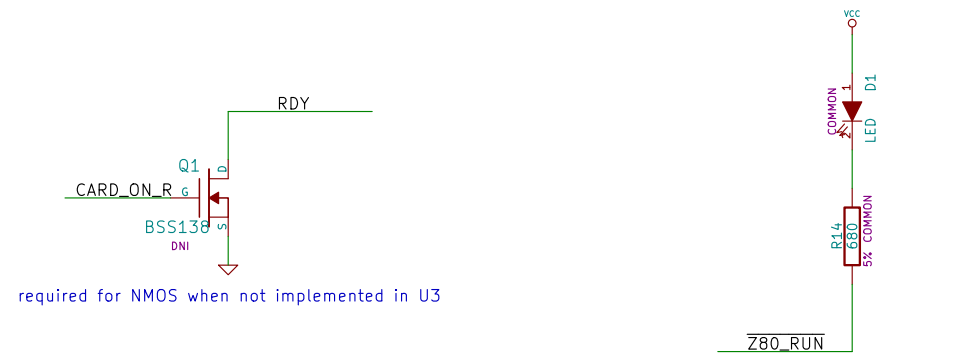 VCC
1
D1
COMMON
LED
2
RDY
Q1
D
CARD_ON_R
G
BSS138
S
DNI
R14
680
5% COMMON
required for NMOS when not implemented in U3
Z80_RUN